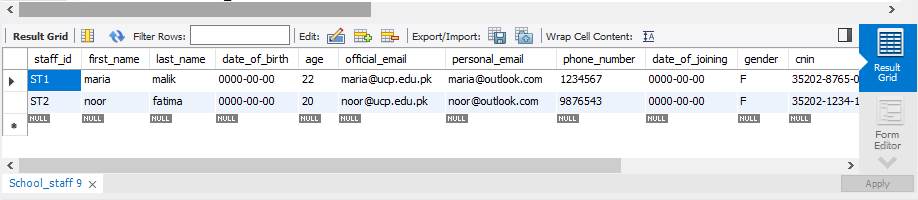 Result Grid Filter Rows: Edit: Export/Import: Wrap Cell Content: IA
staff_id first_name last_name date_of_birth age official_email personal_email phone_number date_of_joining gender cnin
ST1 maria malik 0000-00-00 22 maria@ucp.edu.pk maria@outlook.com 1234567 0000-00-00 F 35202-8765-0
ST2 noor fatima 0000-00-00 20 noor@ucp.edu.pk noor@outlook.com 9876543 0000-00-00 F 35202-1234-1
NULL NULL NULL NULL NULL NULL NULL NULL NULL NULL NULL
Result
Grid
Form
Editor
School_staff 9 Apply